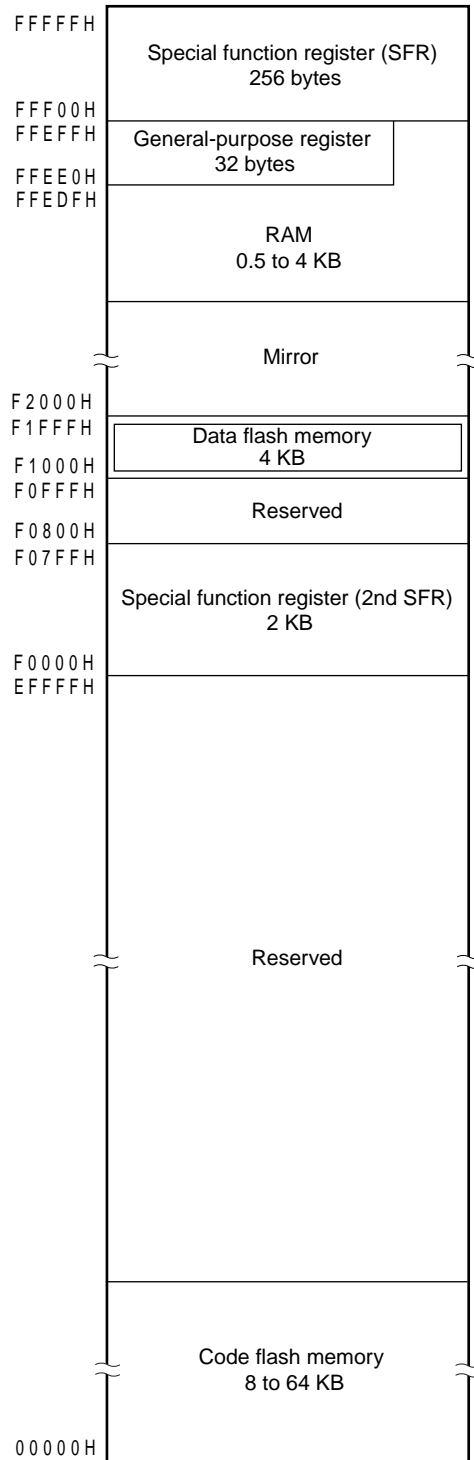 FFFFFH
Special function register (SFR)
256 bytes
FFF00H
FFEFFH
General-purpose register
32 bytes
FFEE0H
FFEDFH
RAM
0.5 to 4 KB
Mirror
F2000H
F1FFFH
Data flash memory
4 KB
F1000H
F0FFFH
Reserved
F0800H
F07FFH
Special function register (2nd SFR)
2 KB
F0000H
EFFFFH
Reserved
Code flash memory
8 to 64 KB
00000H